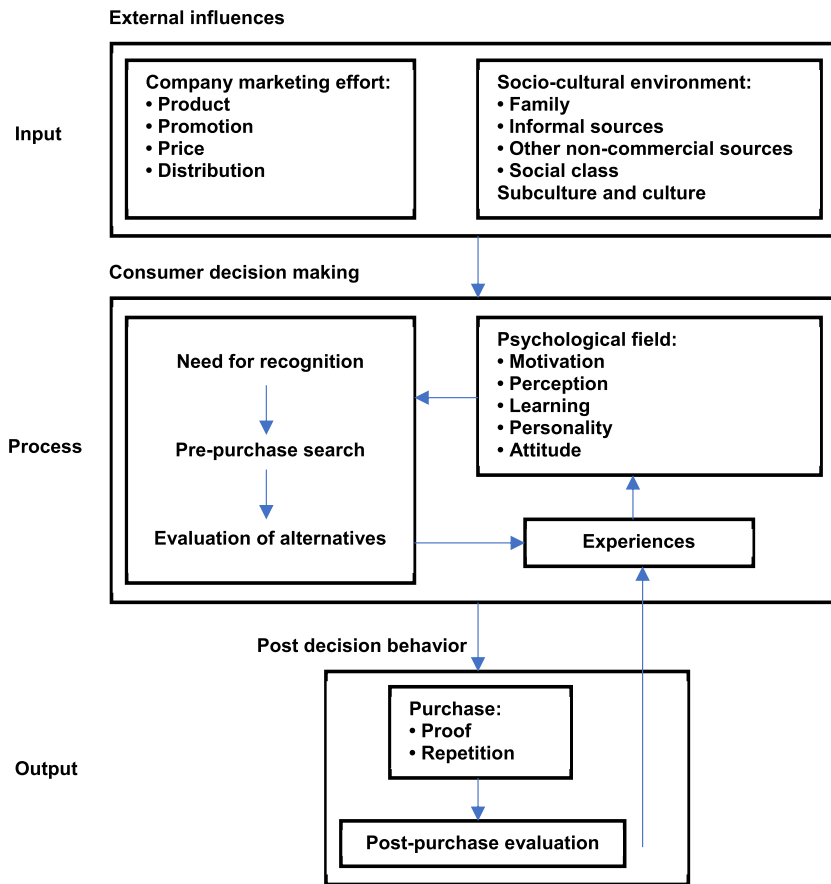 External influences
Input
Company marketing effort:
• Product
• Promotion
• Price
• Distribution
Socio-cultural environment:
• Family
• Informal sources
• Other non-commercial sources
• Social class
Subculture and culture
Consumer decision making
Process
Need for recognition
Pre-purchase search
Evaluation of alternatives
Psychological field:
• Motivation
• Perception
• Learning
• Personality
• Attitude
Experiences
Post decision behavior
Output
Purchase:
• Proof
• Repetition
Post-purchase evaluation